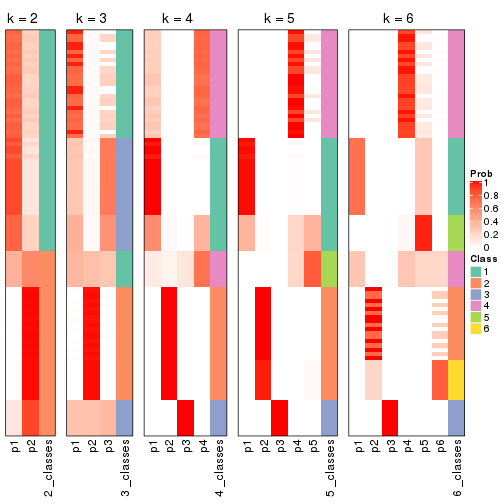 k = 2
k = 3
k = 4
k = 5
k = 6
p1
p2
2_classes
p1
p2
p3
3_classes
p1
p2
p3
p4
4_classes
p1
p2
p3
p4
p5
5_classes
p1
p2
p3
p4
p5
p6
6_classes
Prob
1
0.8
0.6
0.4
0.2
0
Class
1
2
3
4
5
6